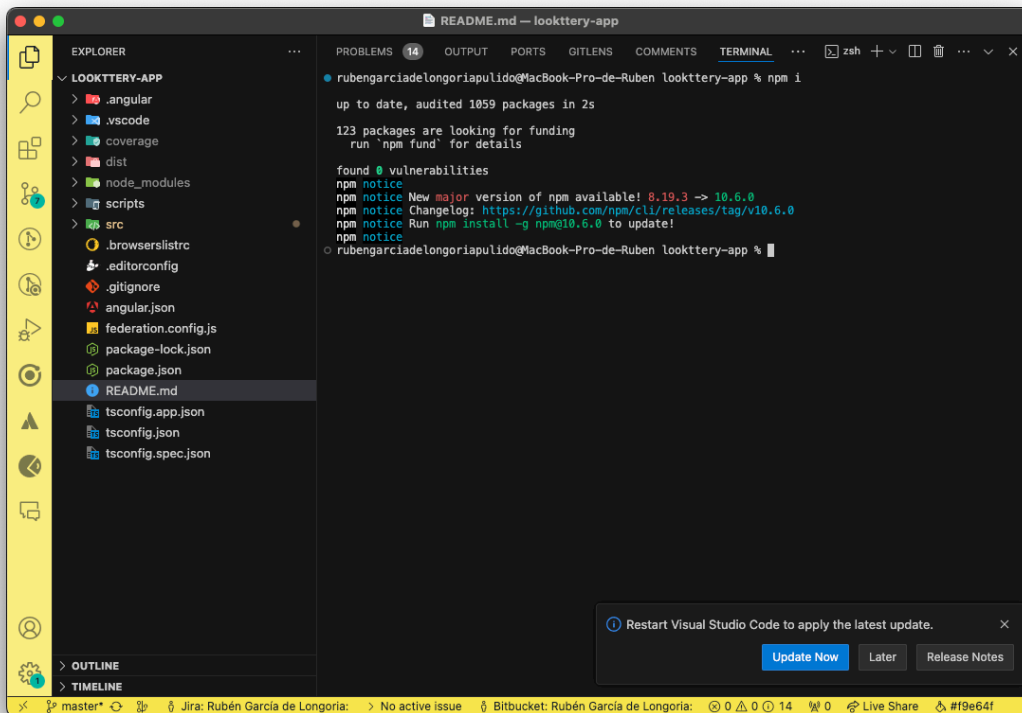 README.md — lookttery-app
EXPLORER
LOOKTTERY-APP
.angular
.vscode
coverage
dist
node_modules
scripts
src
.browserslistrc
.editorconfig
.gitignore
angular.json
federation.config.js
package-lock.json
package.json
README.md
tsconfig.app.json
tsconfig.json
tsconfig.spec.json
OUTLINE
TIMELINE
7
1
PROBLEMS 14 OUTPUT PORTS GITLENS COMMENTS TERMINAL ··· zsh
rubengarciadelongoriapulido@MacBook-Pro-de-Ruben lookttery-app % npm i
up to date, audited 1059 packages in 2s
123 packages are looking for funding
run `npm fund` for details
found 0 vulnerabilities
npm notice
npm notice New major version of npm available! 8.19.3 -> 10.6.0
npm notice Changelog: https://github.com/npm/cli/releases/tag/v10.6.0
npm notice Run npm install -g npm@10.6.0 to update!
npm notice
rubengarciadelongoriapulido@MacBook-Pro-de-Ruben lookttery-app %
Restart Visual Studio Code to apply the latest update.
Update Now Later Release Notes
master* Jira: Rubén García de Longoria: No active issue Bitbucket: Rubén García de Longoria: 0 0 14 0 Live Share #f9e64f